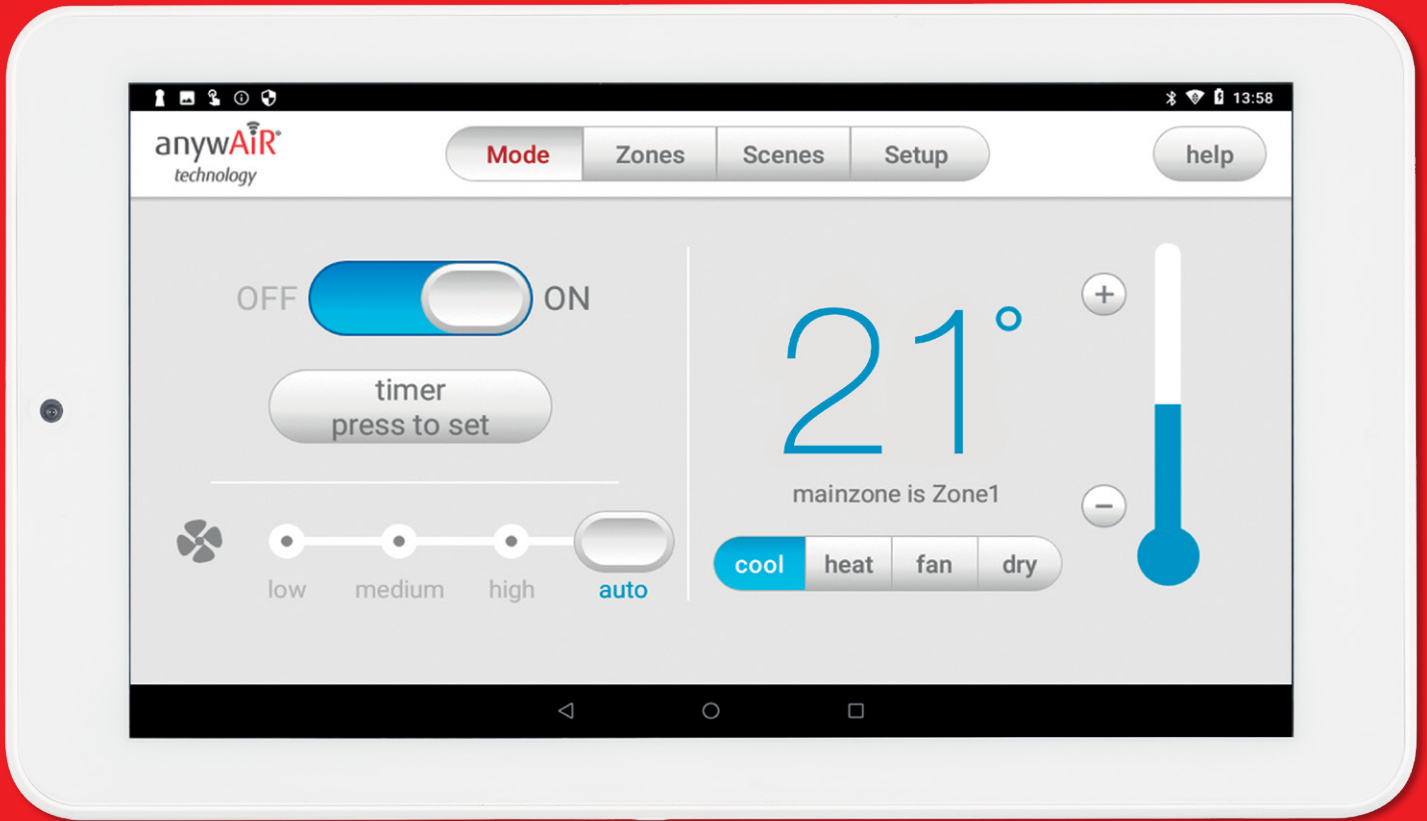 13:58
anywAiR®
technology
Mode Zones Scenes Setup
help
OFF ON
timer
press to set
21°
mainzone is Zone1
low medium high auto
cool heat fan dry